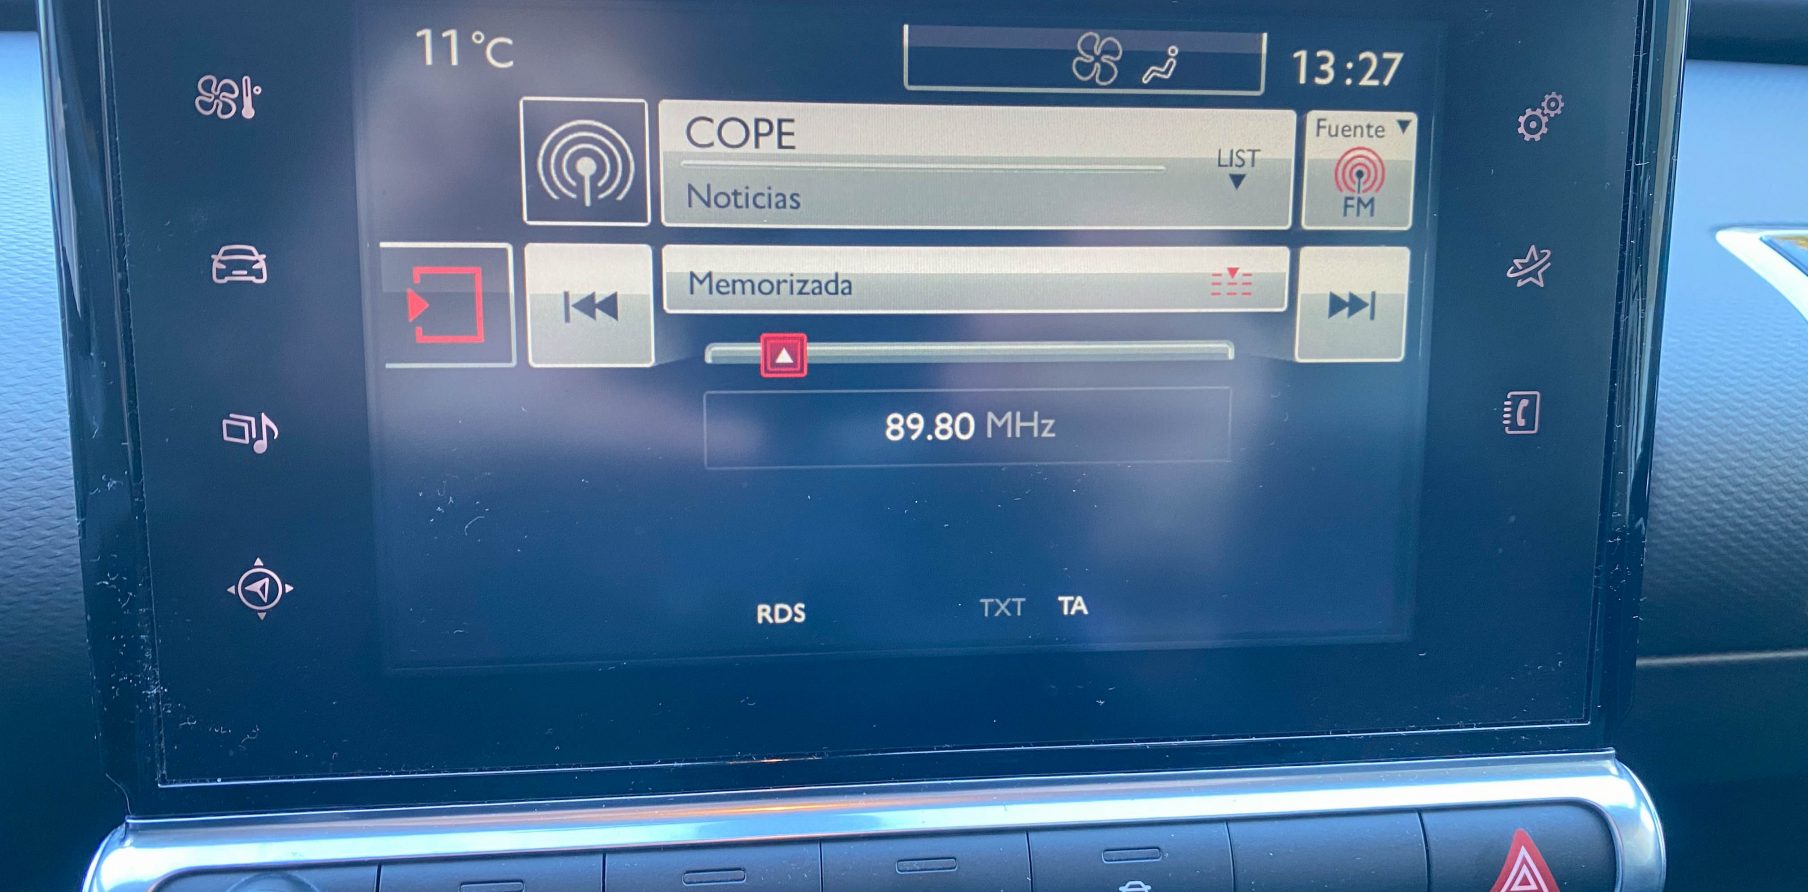 11°C
13:27
COPE
LIST
Noticias
Fuente
FM
Memorizada
89.80 MHz
RDS
TXT TA